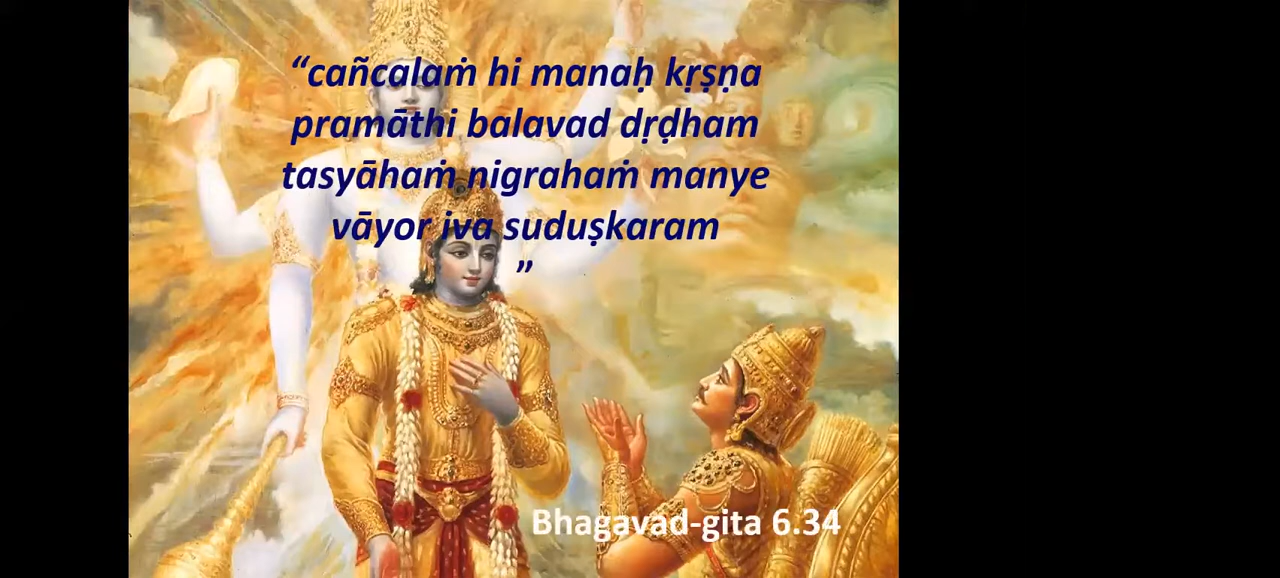 “cañcalaṁ hi manaḥ kṛṣṇa
pramāthi balavad dṛḍham
tasyāhaṁ nigrahaṁ manye
vāyor iva suduṣkaram
”
Bhagavad-gita 6.34